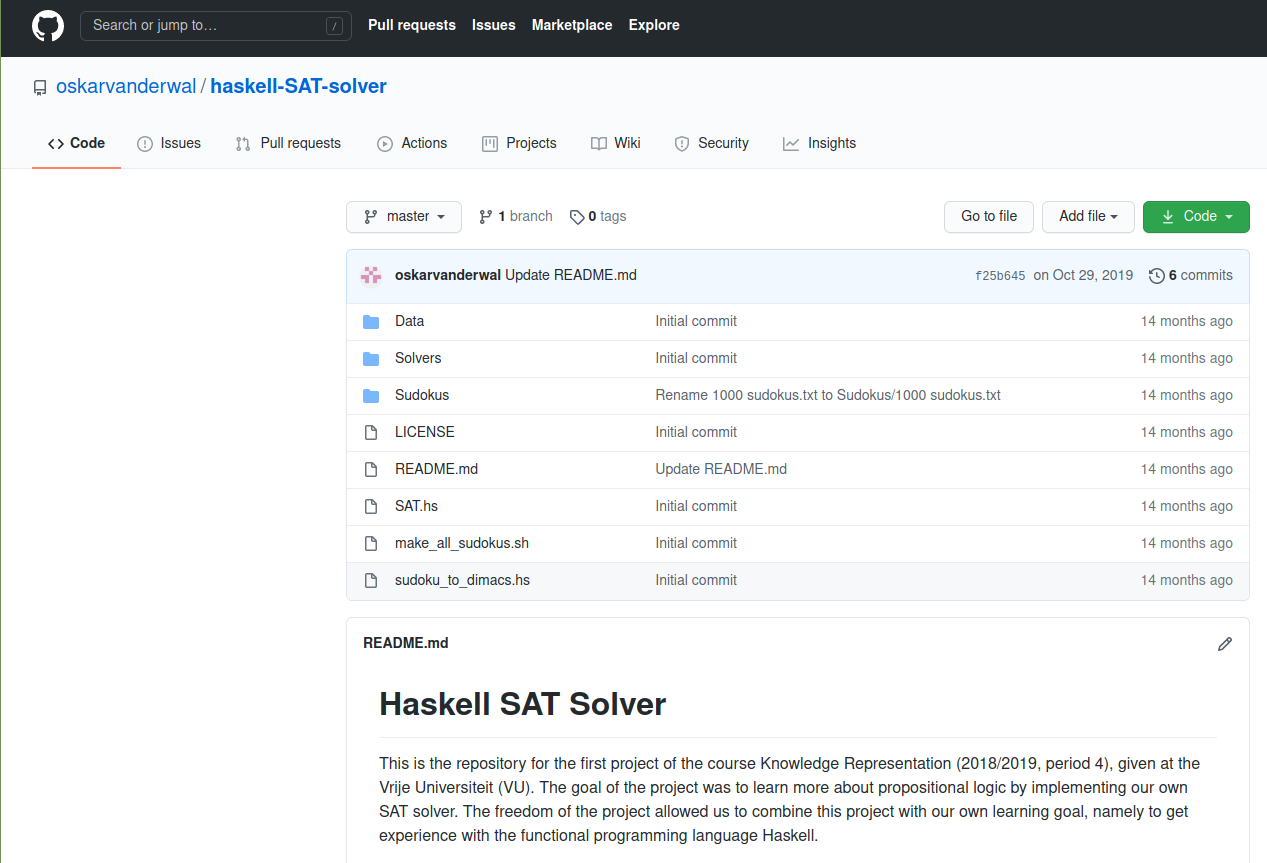 Search or jump to… /
Pull requests Issues Marketplace Explore
oskarvanderwal / haskell-SAT-solver
Code Issues Pull requests Actions Projects Wiki Security Insights
master 1 branch 0 tags Go to file Add file Code
oskarvanderwal Update README.md f25b645 on Oct 29, 2019 6 commits
Data Initial commit 14 months ago
Solvers Initial commit 14 months ago
Sudokus Rename 1000 sudokus.txt to Sudokus/1000 sudokus.txt 14 months ago
LICENSE Initial commit 14 months ago
README.md Update README.md 14 months ago
SAT.hs Initial commit 14 months ago
make_all_sudokus.sh Initial commit 14 months ago
sudoku_to_dimacs.hs Initial commit 14 months ago
README.md
Haskell SAT Solver
This is the repository for the first project of the course Knowledge Representation (2018/2019, period 4), given at the
Vrije Universiteit (VU). The goal of the project was to learn more about propositional logic by implementing our own
SAT solver. The freedom of the project allowed us to combine this project with our own learning goal, namely to get
experience with the functional programming language Haskell.